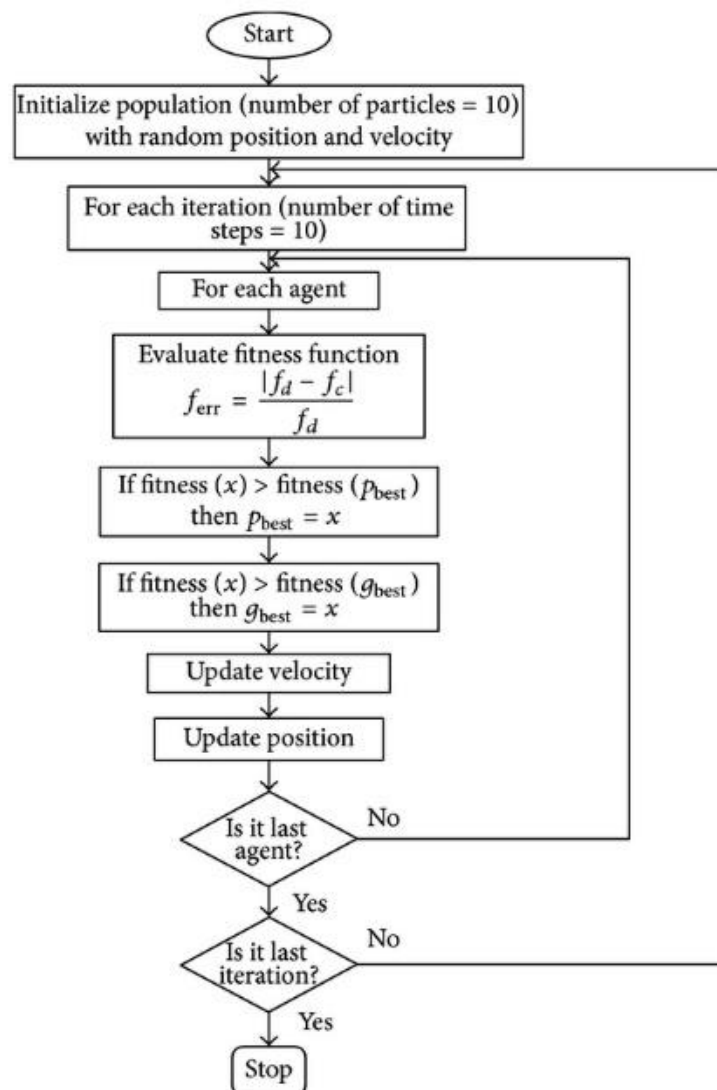 Start
Initialize population (number of particles = 10)
with random position and velocity
For each iteration (number of time
steps = 10)
For each agent
Evaluate fitness function
f_err = |f_d − f_c| / f_d
If fitness (x) > fitness (p_best)
then p_best = x
If fitness (x) > fitness (g_best)
then g_best = x
Update velocity
Update position
Is it last
agent?
No
Yes
Is it last
iteration?
No
Yes
Stop